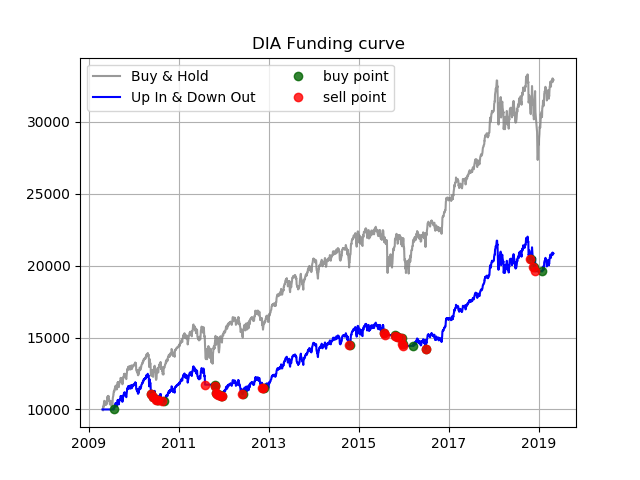 DIA Funding curve
Buy & Hold
Up In & Down Out
buy point
sell point
30000
25000
20000
15000
10000
2009 2011 2013 2015 2017 2019